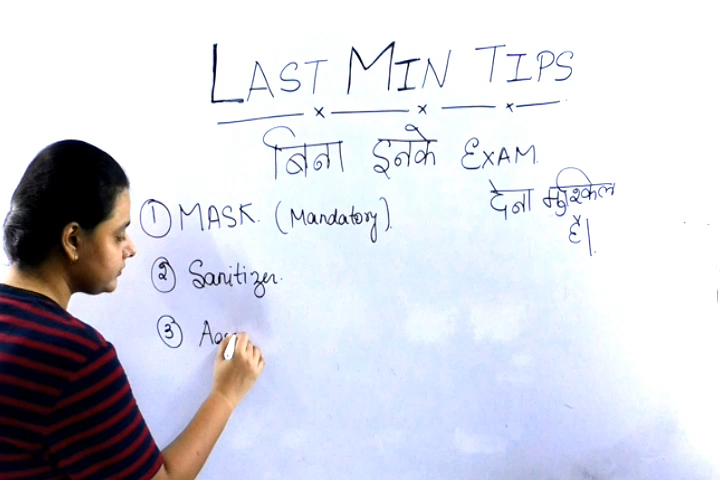 LAST MIN TIPS
बिना इनके EXAM
देना मुश्किल
है।
① MASK. (Mandatory).
② Sanitizer.
③